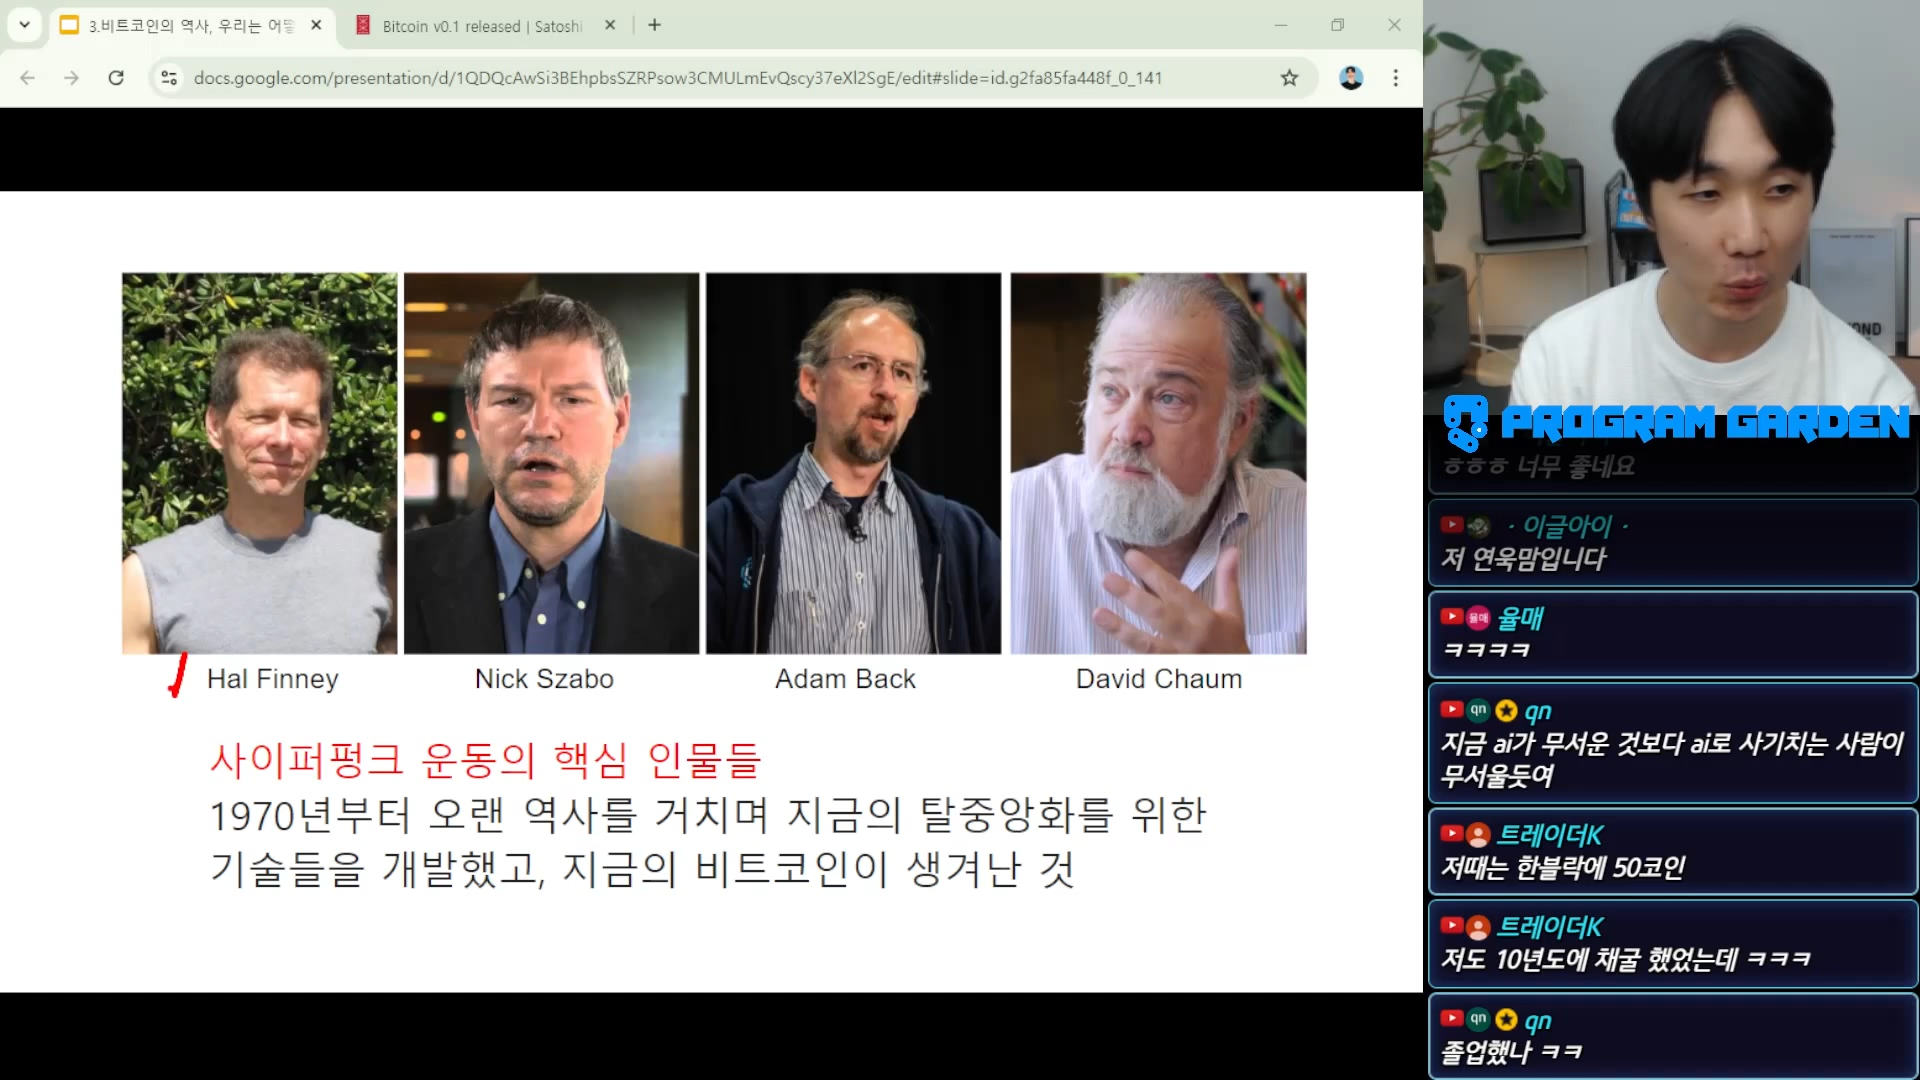 3.비트코인의 역사, 우리는 어떻
Bitcoin v0.1 released | Satoshi
docs.google.com/presentation/d/1QDQcAwSi3BEhpbsSZRPsow3CMULmEvQscy37eXl2SgE/edit#slide=id.g2fa85fa448f_0_141
Hal Finney
Nick Szabo
Adam Back
David Chaum
사이퍼펑크 운동의 핵심 인물들
1970년부터 오랜 역사를 거치며 지금의 탈중앙화를 위한
기술들을 개발했고, 지금의 비트코인이 생겨난 것
PROGRAM GARDEN
ㅎㅎㅎ 너무 좋네요
· 이글아이 ·
저 연욱맘입니다
율매
율매
ㅋㅋㅋㅋ
qn
qn
지금 ai가 무서운 것보다 ai로 사기치는 사람이
무서울듯여
트레이더K
저때는 한블락에 50코인
트레이더K
저도 10년도에 채굴 했었는데 ㅋㅋㅋ
qn
qn
졸업했나 ㅋㅋ